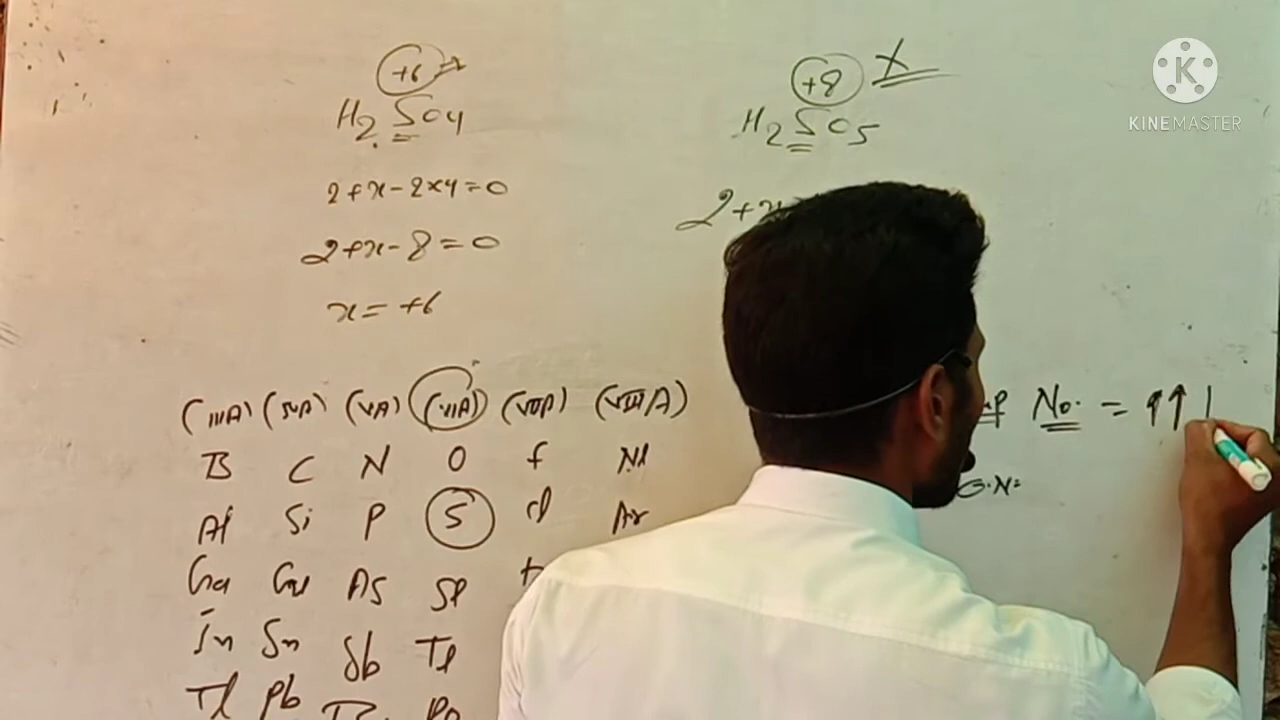 +6
H2SO4
2+x-2×4=0
2+x-8=0
x=+6
+8 X
H2SO5
2+x
(IIIA) (IVA) (VA) (VIA) (VIIA) (VIIIA)
B C N O F Ne
Al Si P S Cl Ar
Ga Ge As Se
In Sn Sb Te
Tl Pb Po
No. = ↑↑
O.N.
KINEMASTER